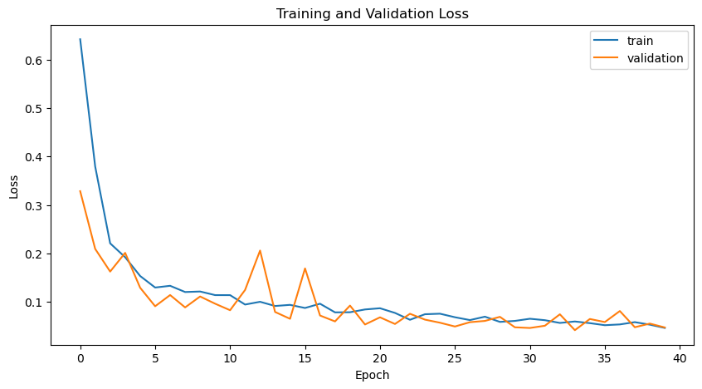 Training and Validation Loss
train
validation
Loss
0.6
0.5
0.4
0.3
0.2
0.1
0 5 10 15 20 25 30 35 40
Epoch